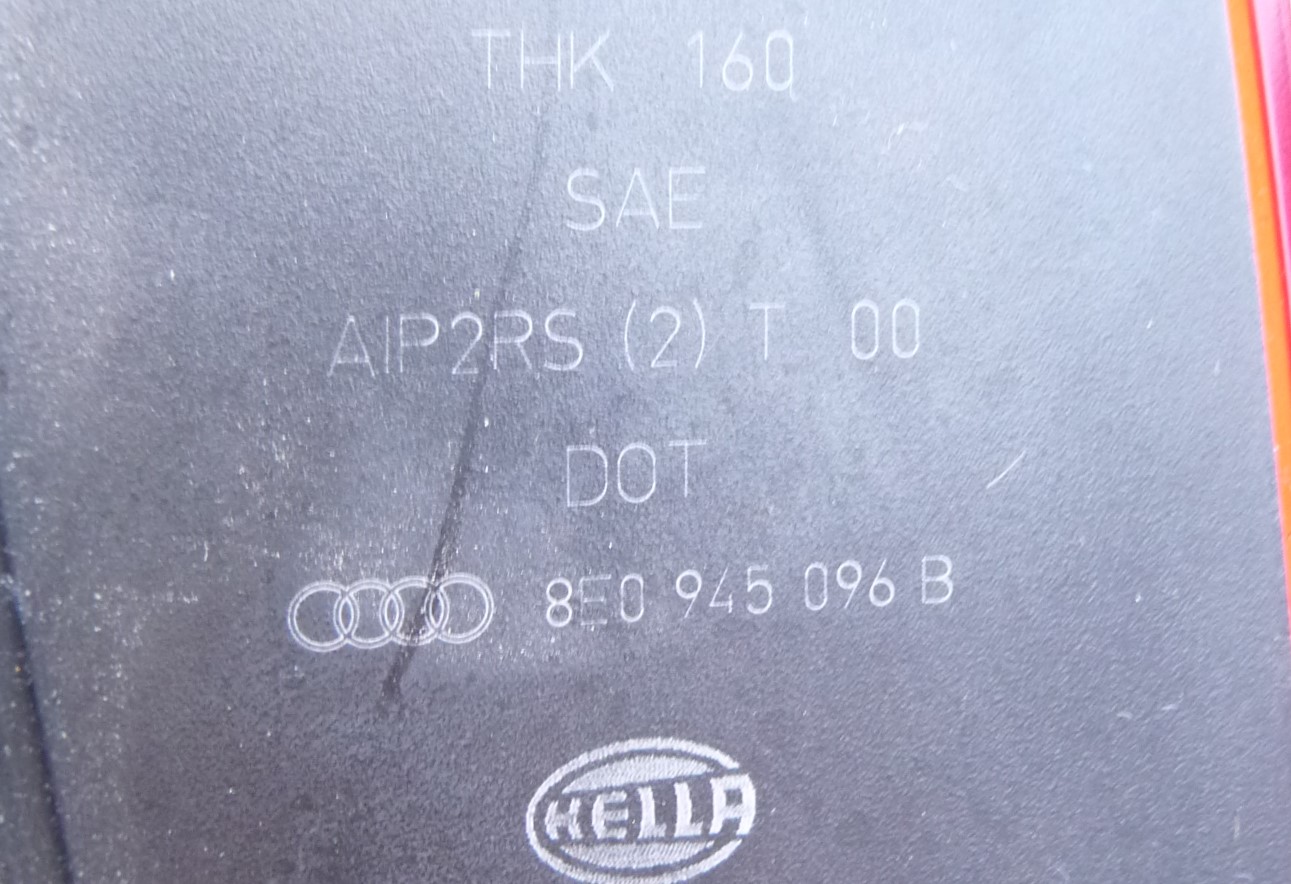 THK 160
SAE
AIP2RS (2) T 00
DOT
8E0 945 096 B
HELLA